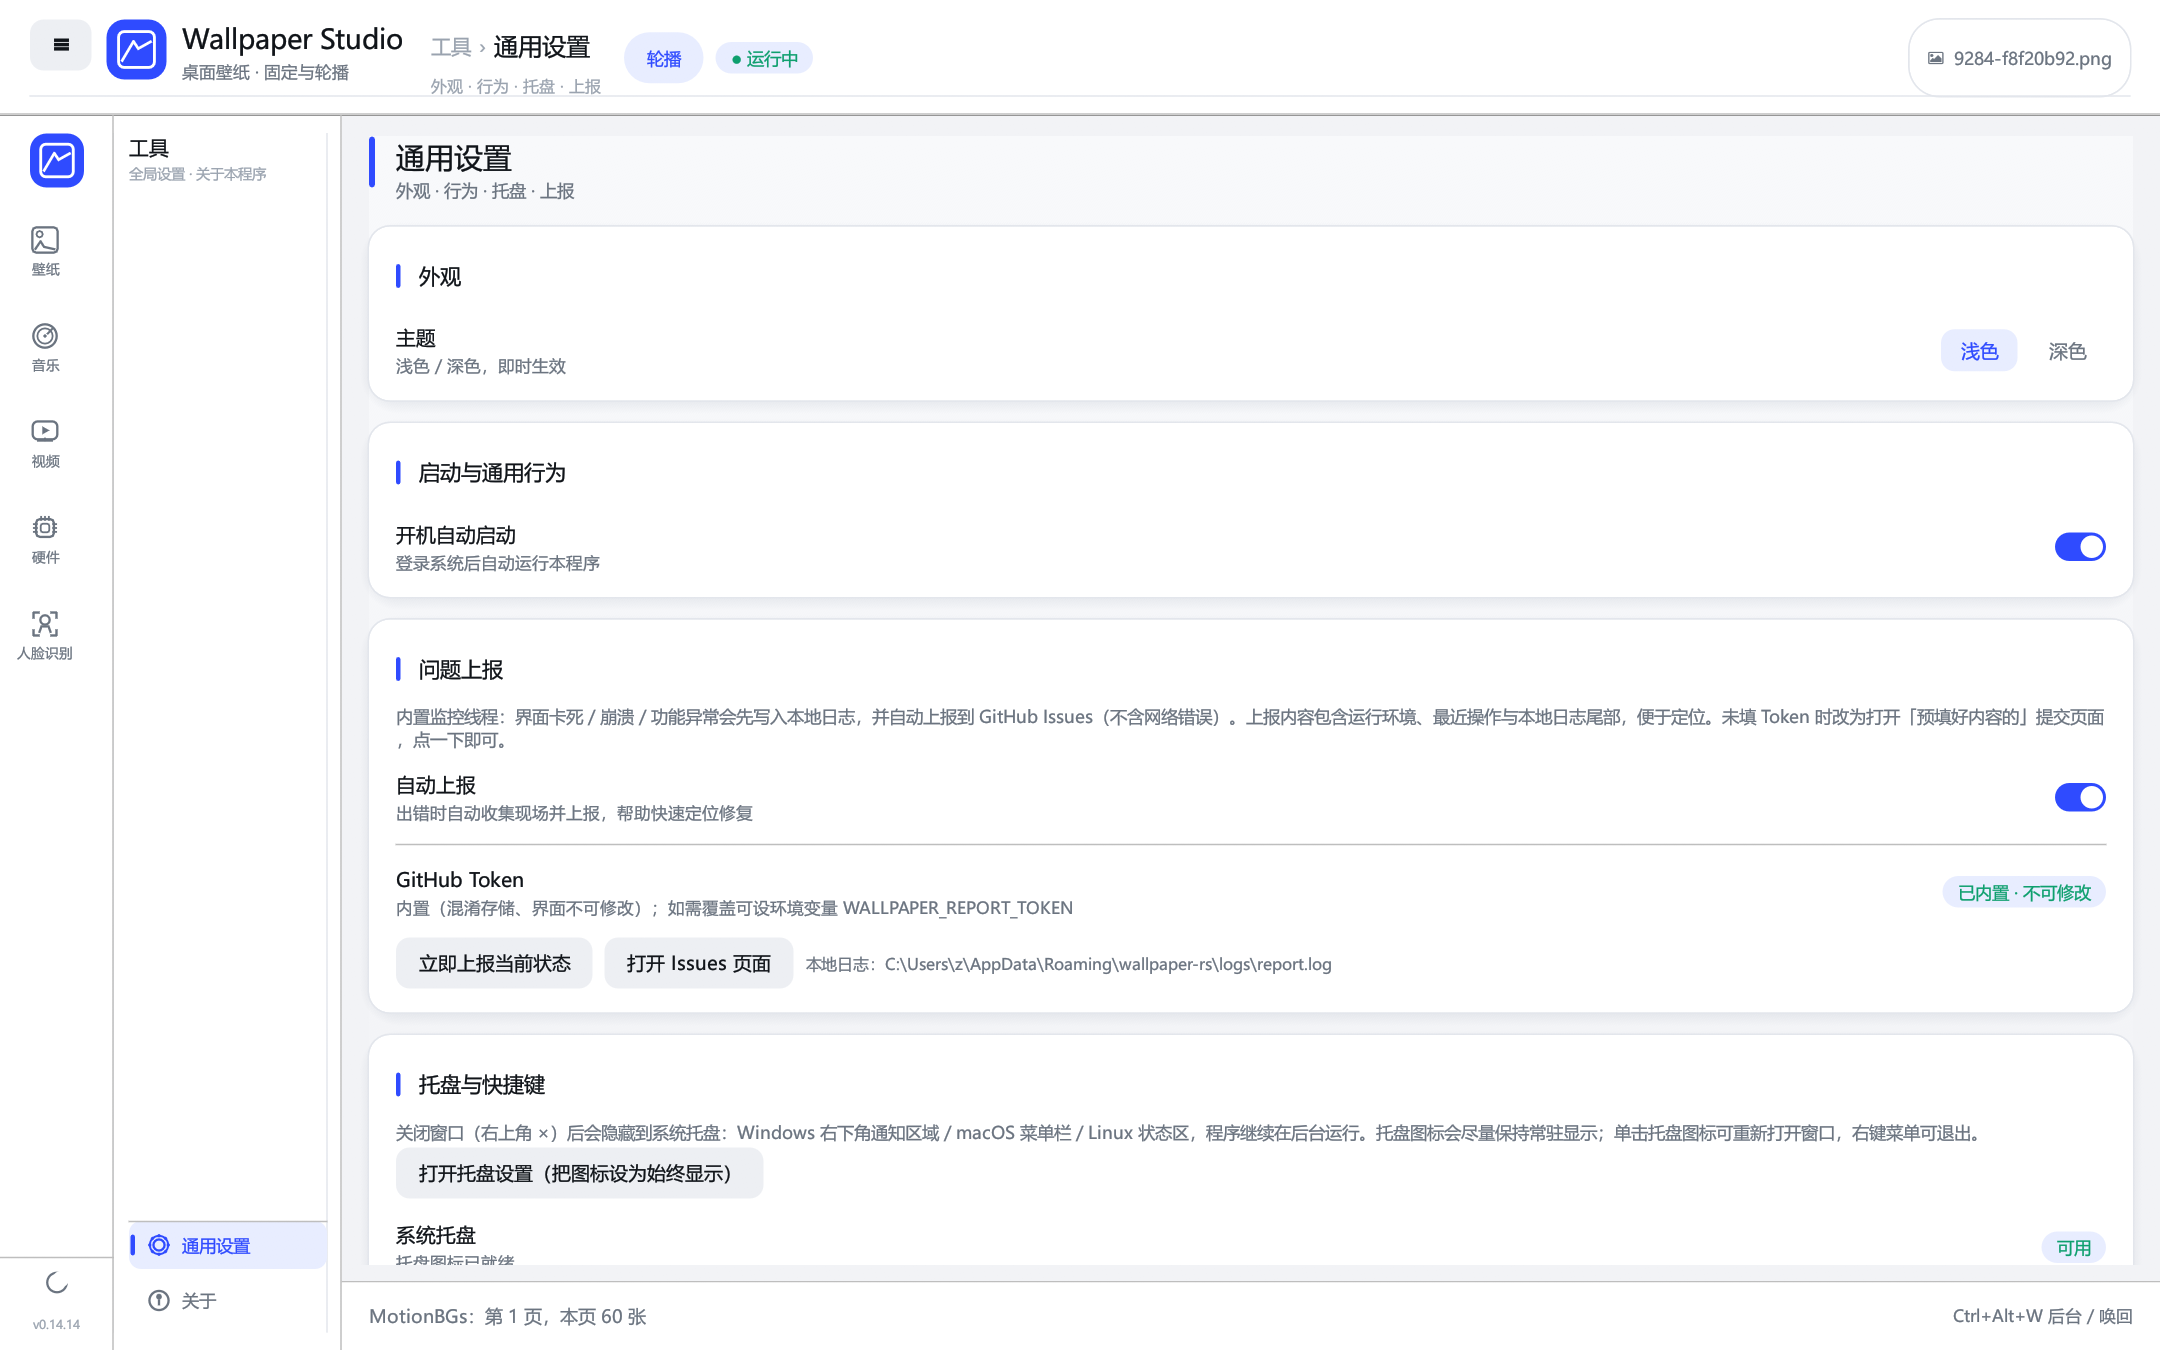 Wallpaper Studio
桌面壁纸 · 固定与轮播
工具 › 通用设置
外观 · 行为 · 托盘 · 上报
轮播
运行中
9284-f8f20b92.png
壁纸
音乐
视频
硬件
人脸识别
v0.14.14
工具
全局设置 · 关于本程序
通用设置
关于
通用设置
外观 · 行为 · 托盘 · 上报
外观
主题
浅色 / 深色，即时生效
浅色
深色
启动与通用行为
开机自动启动
登录系统后自动运行本程序
问题上报
内置监控线程：界面卡死 / 崩溃 / 功能异常会先写入本地日志，并自动上报到 GitHub Issues（不含网络错误）。上报内容包含运行环境、最近操作与本地日志尾部，便于定位。未填 Token 时改为打开「预填好内容的」提交页面
，点一下即可。
自动上报
出错时自动收集现场并上报，帮助快速定位修复
GitHub Token
内置（混淆存储、界面不可修改）；如需覆盖可设环境变量 WALLPAPER_REPORT_TOKEN
已内置 · 不可修改
立即上报当前状态
打开 Issues 页面
本地日志：C:\Users\z\AppData\Roaming\wallpaper-rs\logs\report.log
托盘与快捷键
关闭窗口（右上角 ×）后会隐藏到系统托盘：Windows 右下角通知区域 / macOS 菜单栏 / Linux 状态区，程序继续在后台运行。托盘图标会尽量保持常驻显示；单击托盘图标可重新打开窗口，右键菜单可退出。
打开托盘设置（把图标设为始终显示）
系统托盘
托盘图标已就绪
可用
MotionBGs：第 1 页，本页 60 张
Ctrl+Alt+W 后台 / 唤回